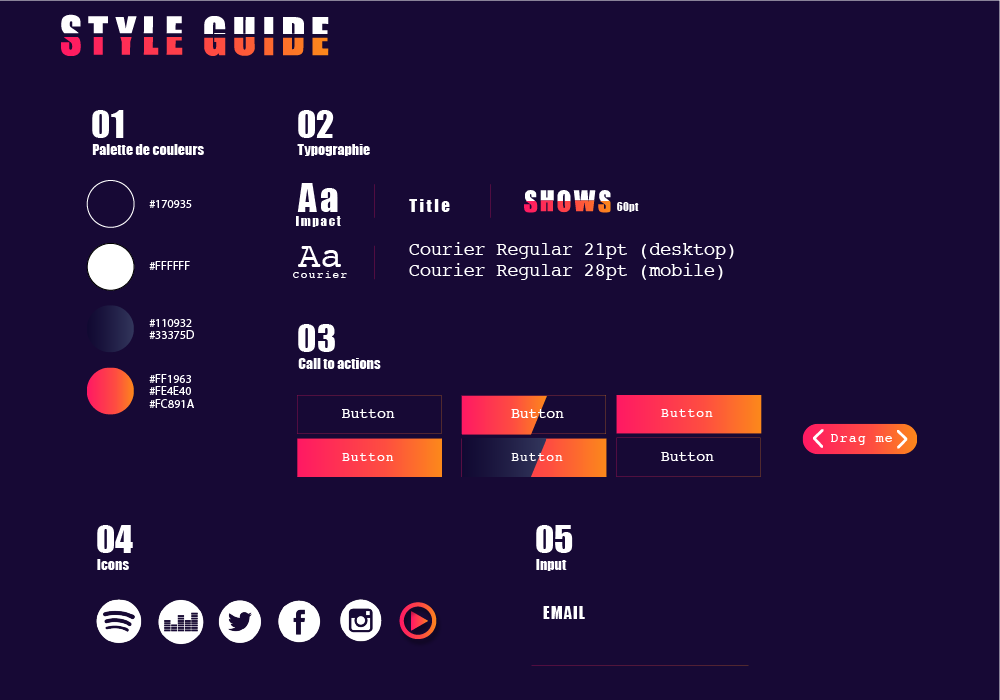 STYLE GUIDE
01
Palette de couleurs
#170935
#FFFFFF
#110932
#33375D
#FF1963
#FE4E40
#FC891A
02
Typographie
Aa
Impact
Title
SHOWS 60pt
Aa
Courier
Courier Regular 21pt (desktop)
Courier Regular 28pt (mobile)
03
Call to actions
Button
Button
Button
Button
Button
Button
Drag me
04
Icons
05
Input
EMAIL